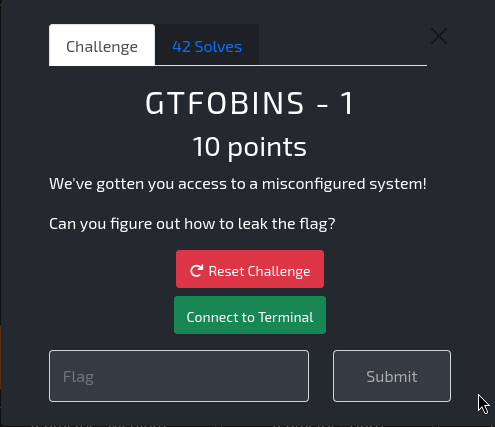 Challenge
42 Solves
GTFOBINS - 1
10 points
We've gotten you access to a misconfigured system!
Can you figure out how to leak the flag?
Reset Challenge
Connect to Terminal
Flag
Submit